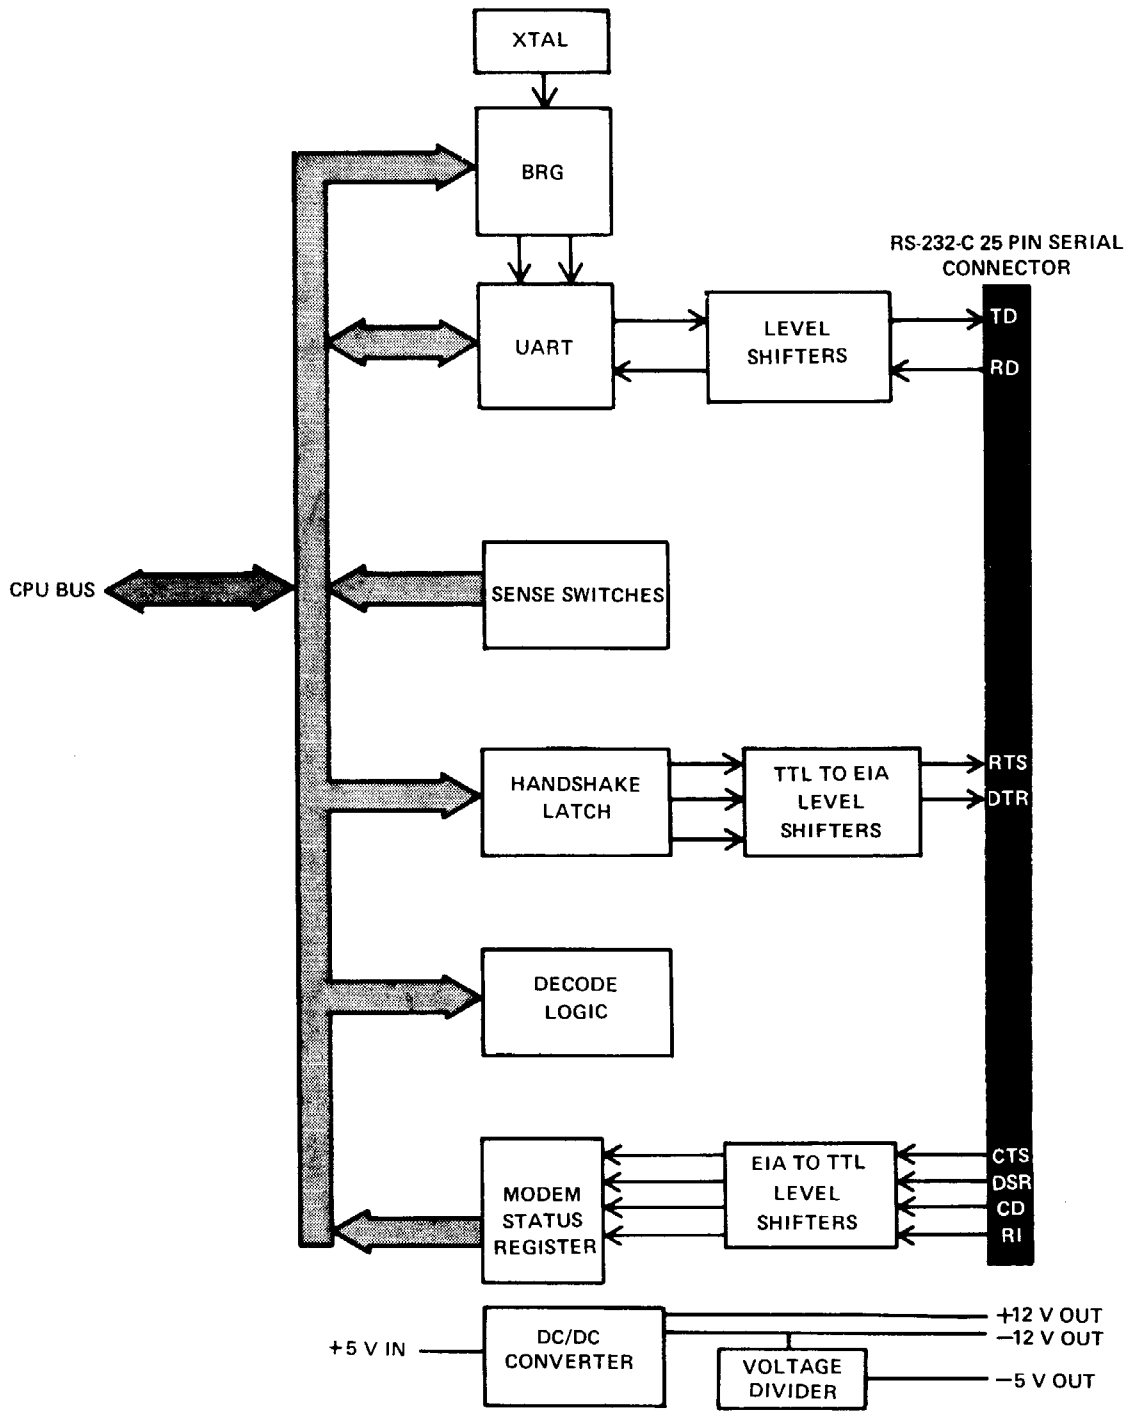 XTAL
BRG
RS-232-C 25 PIN SERIAL
CONNECTOR
UART
LEVEL
SHIFTERS
TD
RD
CPU BUS
SENSE SWITCHES
HANDSHAKE
LATCH
TTL TO EIA
LEVEL
SHIFTERS
RTS
DTR
DECODE
LOGIC
MODEM
STATUS
REGISTER
EIA TO TTL
LEVEL
SHIFTERS
CTS
DSR
CD
RI
+5 V IN
DC/DC
CONVERTER
+12 V OUT
−12 V OUT
VOLTAGE
DIVIDER
−5 V OUT